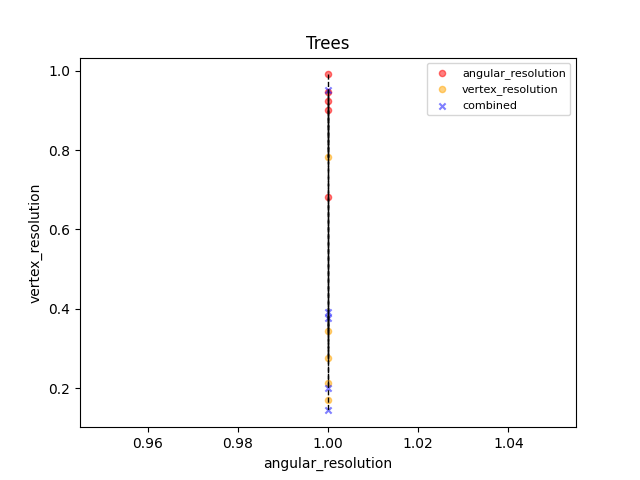 Trees
angular_resolution
vertex_resolution
combined
1.0
0.8
0.6
0.4
0.2
vertex_resolution
0.96
0.98
1.00
1.02
1.04
angular_resolution